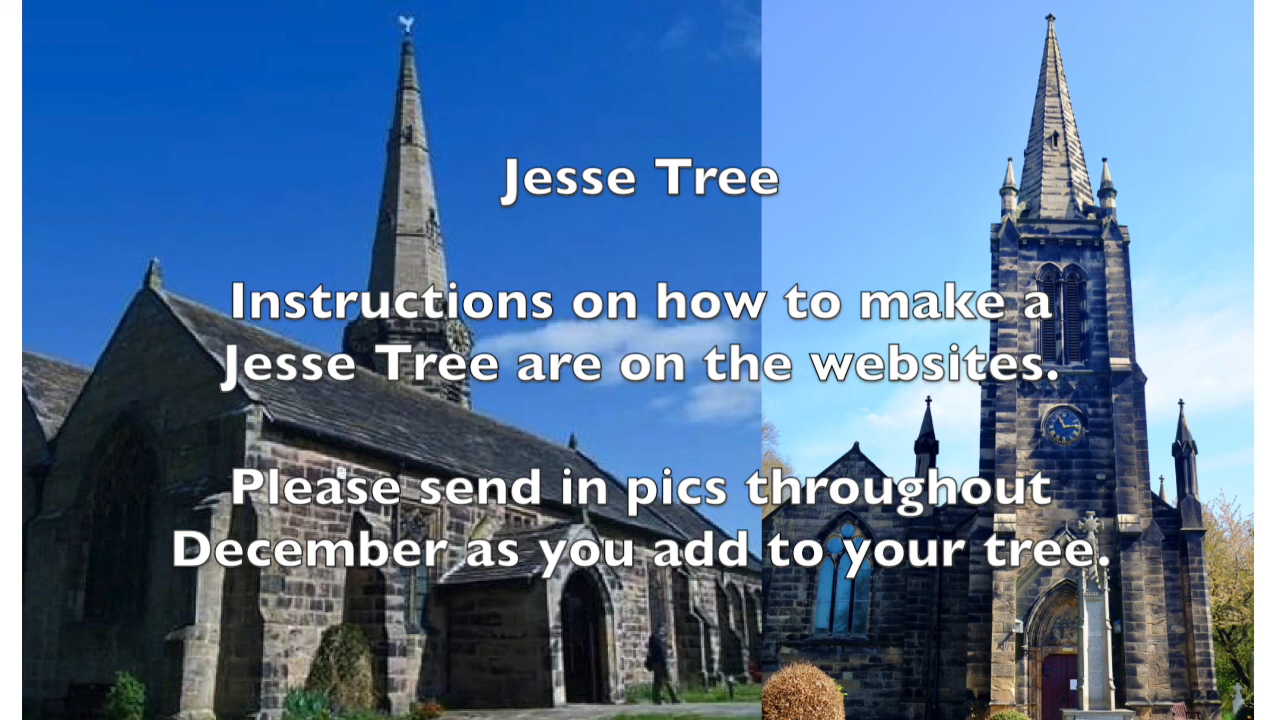 Jesse Tree
Instructions on how to make a
Jesse Tree are on the websites.
Please send in pics throughout
December as you add to your tree.